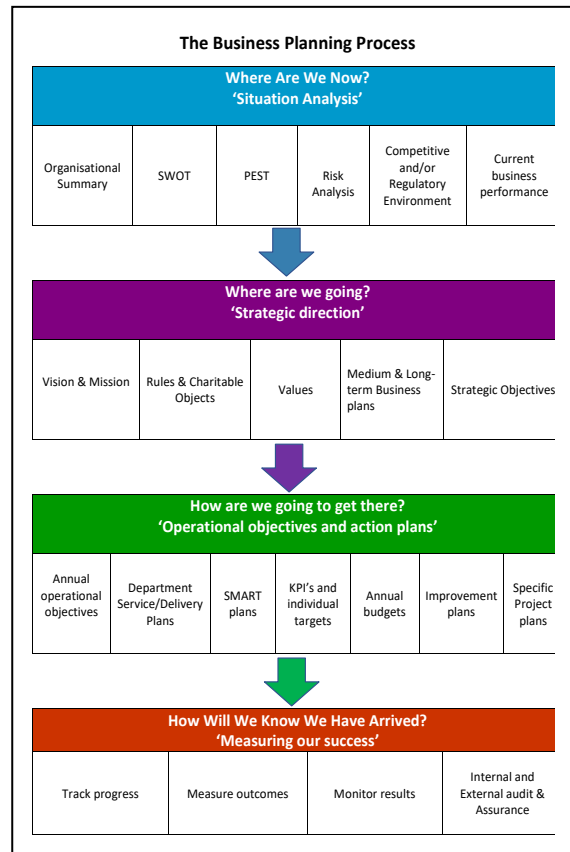 The Business Planning Process
Where Are We Now?
‘Situation Analysis’
Organisational
Summary
SWOT
PEST
Risk
Analysis
Competitive
and/or
Regulatory
Environment
Current
business
performance
Where are we going?
‘Strategic direction’
Vision & Mission
Rules & Charitable
Objects
Values
Medium & Long-
term Business
plans
Strategic Objectives
How are we going to get there?
‘Operational objectives and action plans’
Annual
operational
objectives
Department
Service/Delivery
Plans
SMART
plans
KPI's and
individual
targets
Annual
budgets
Improvement
plans
Specific
Project
plans
How Will We Know We Have Arrived?
‘Measuring our success’
Track progress
Measure outcomes
Monitor results
Internal and
External audit &
Assurance